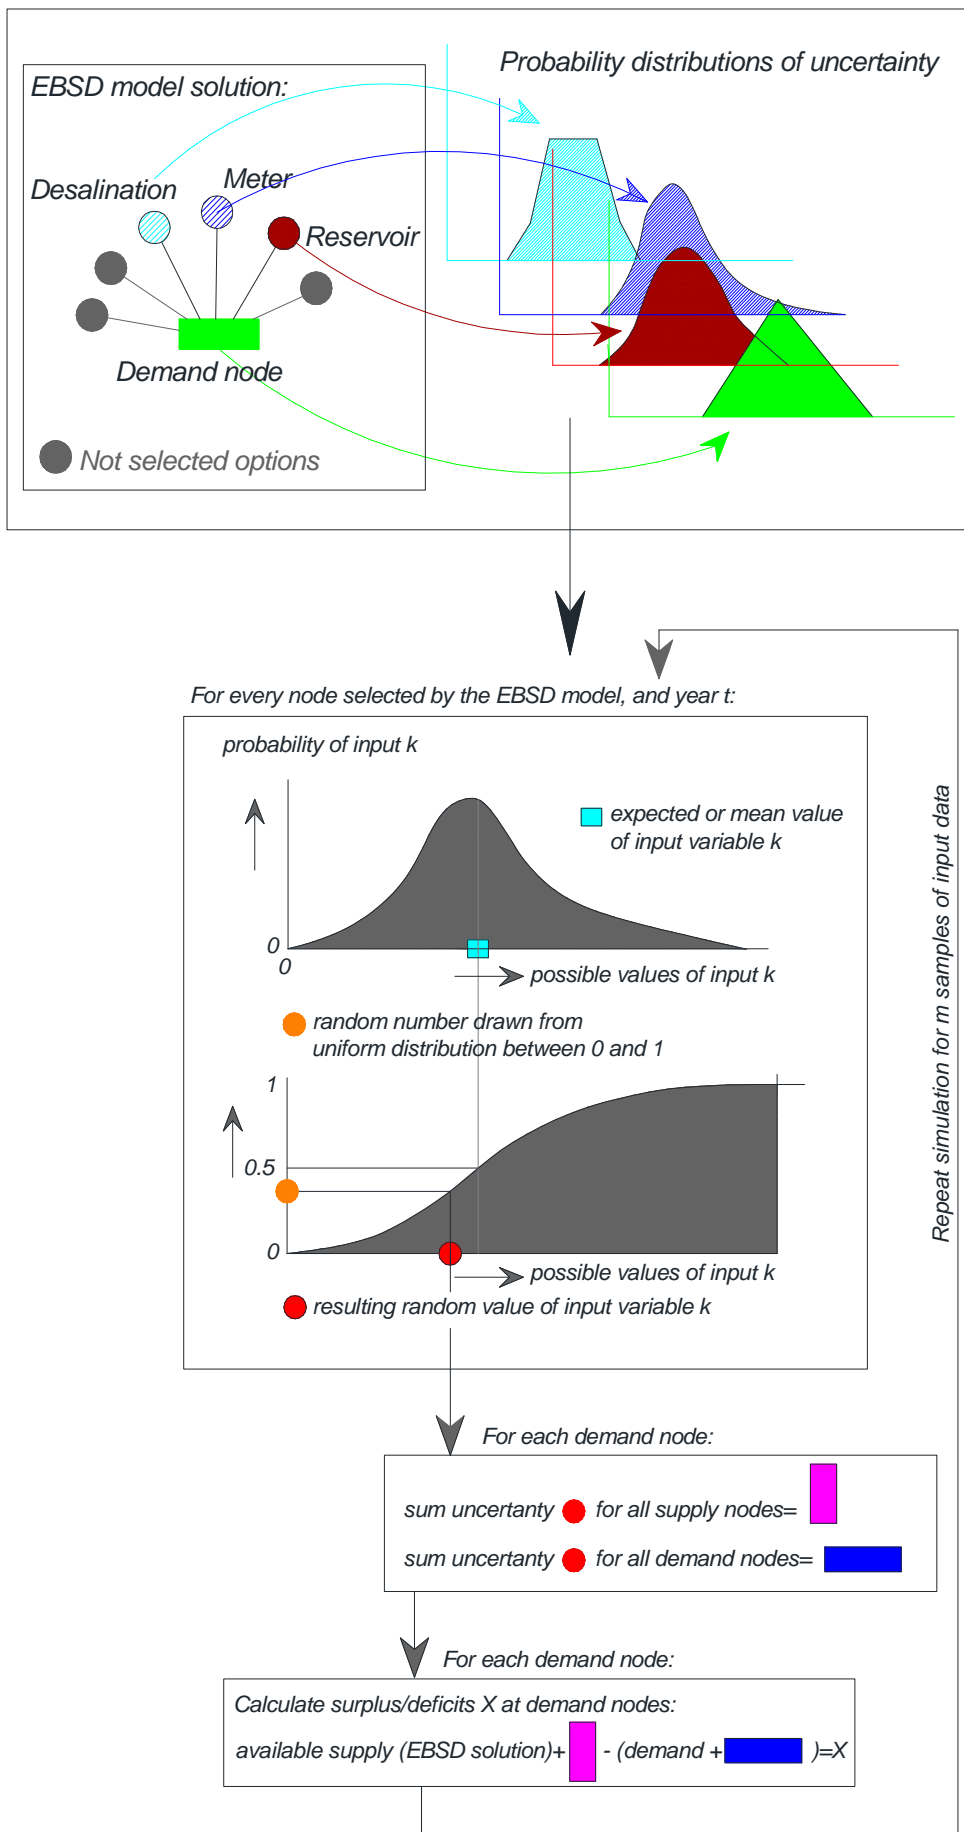 Probability distributions of uncertainty
EBSD model solution:
Desalination
Meter
Reservoir
Demand node
Not selected options
For every node selected by the EBSD model, and year t:
probability of input k
expected or mean value
of input variable k
0
0
possible values of input k
random number drawn from
uniform distribution between 0 and 1
1
0.5
0
possible values of input k
resulting random value of input variable k
Repeat simulation for m samples of input data
For each demand node:
sum uncertanty for all supply nodes=
sum uncertanty for all demand nodes=
For each demand node:
Calculate surplus/deficits X at demand nodes:
available supply (EBSD solution)+ - (demand + )=X